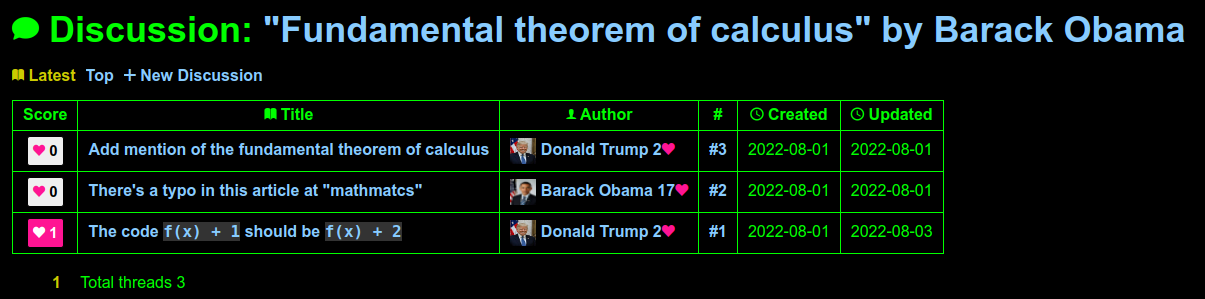 Discussion: "Fundamental theorem of calculus" by Barack Obama
Latest Top + New Discussion
Score Title Author # Created Updated
0 Add mention of the fundamental theorem of calculus Donald Trump 2 #3 2022-08-01 2022-08-01
0 There's a typo in this article at "mathmatcs" Barack Obama 17 #2 2022-08-01 2022-08-01
1 The code f(x) + 1 should be f(x) + 2 Donald Trump 2 #1 2022-08-01 2022-08-03
1 Total threads 3